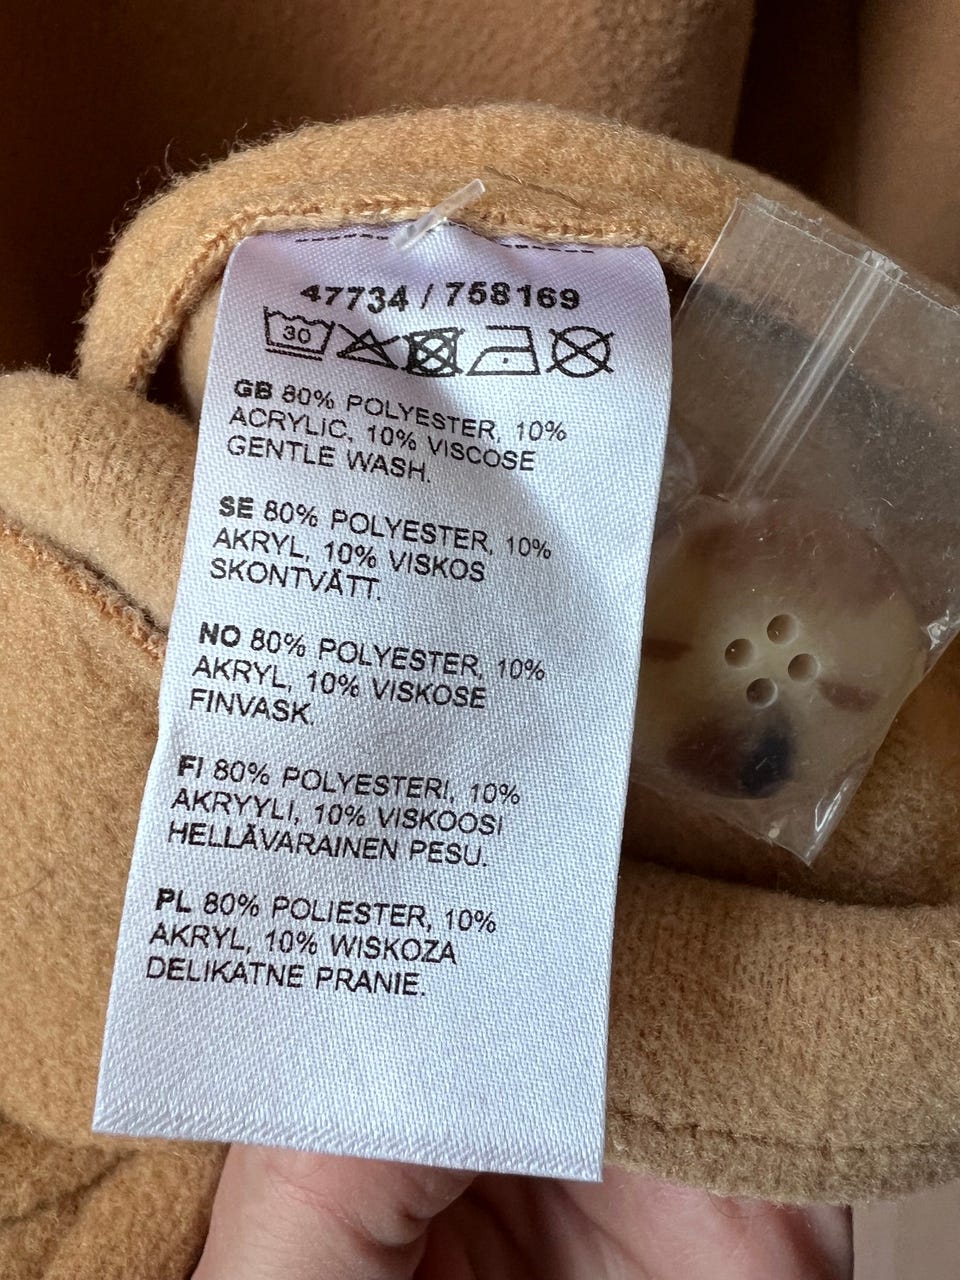 47734 / 758169
30
GB 80% POLYESTER, 10%
ACRYLIC, 10% VISCOSE
GENTLE WASH.
SE 80% POLYESTER, 10%
AKRYL, 10% VISKOS
SKONTVÄTT.
NO 80% POLYESTER, 10%
AKRYL, 10% VISKOSE
FINVASK.
FI 80% POLYESTERI, 10%
AKRYYLI, 10% VISKOOSI
HELLÄVARAINEN PESU.
PL 80% POLIESTER, 10%
AKRYL, 10% WISKOZA
DELIKATNE PRANIE.